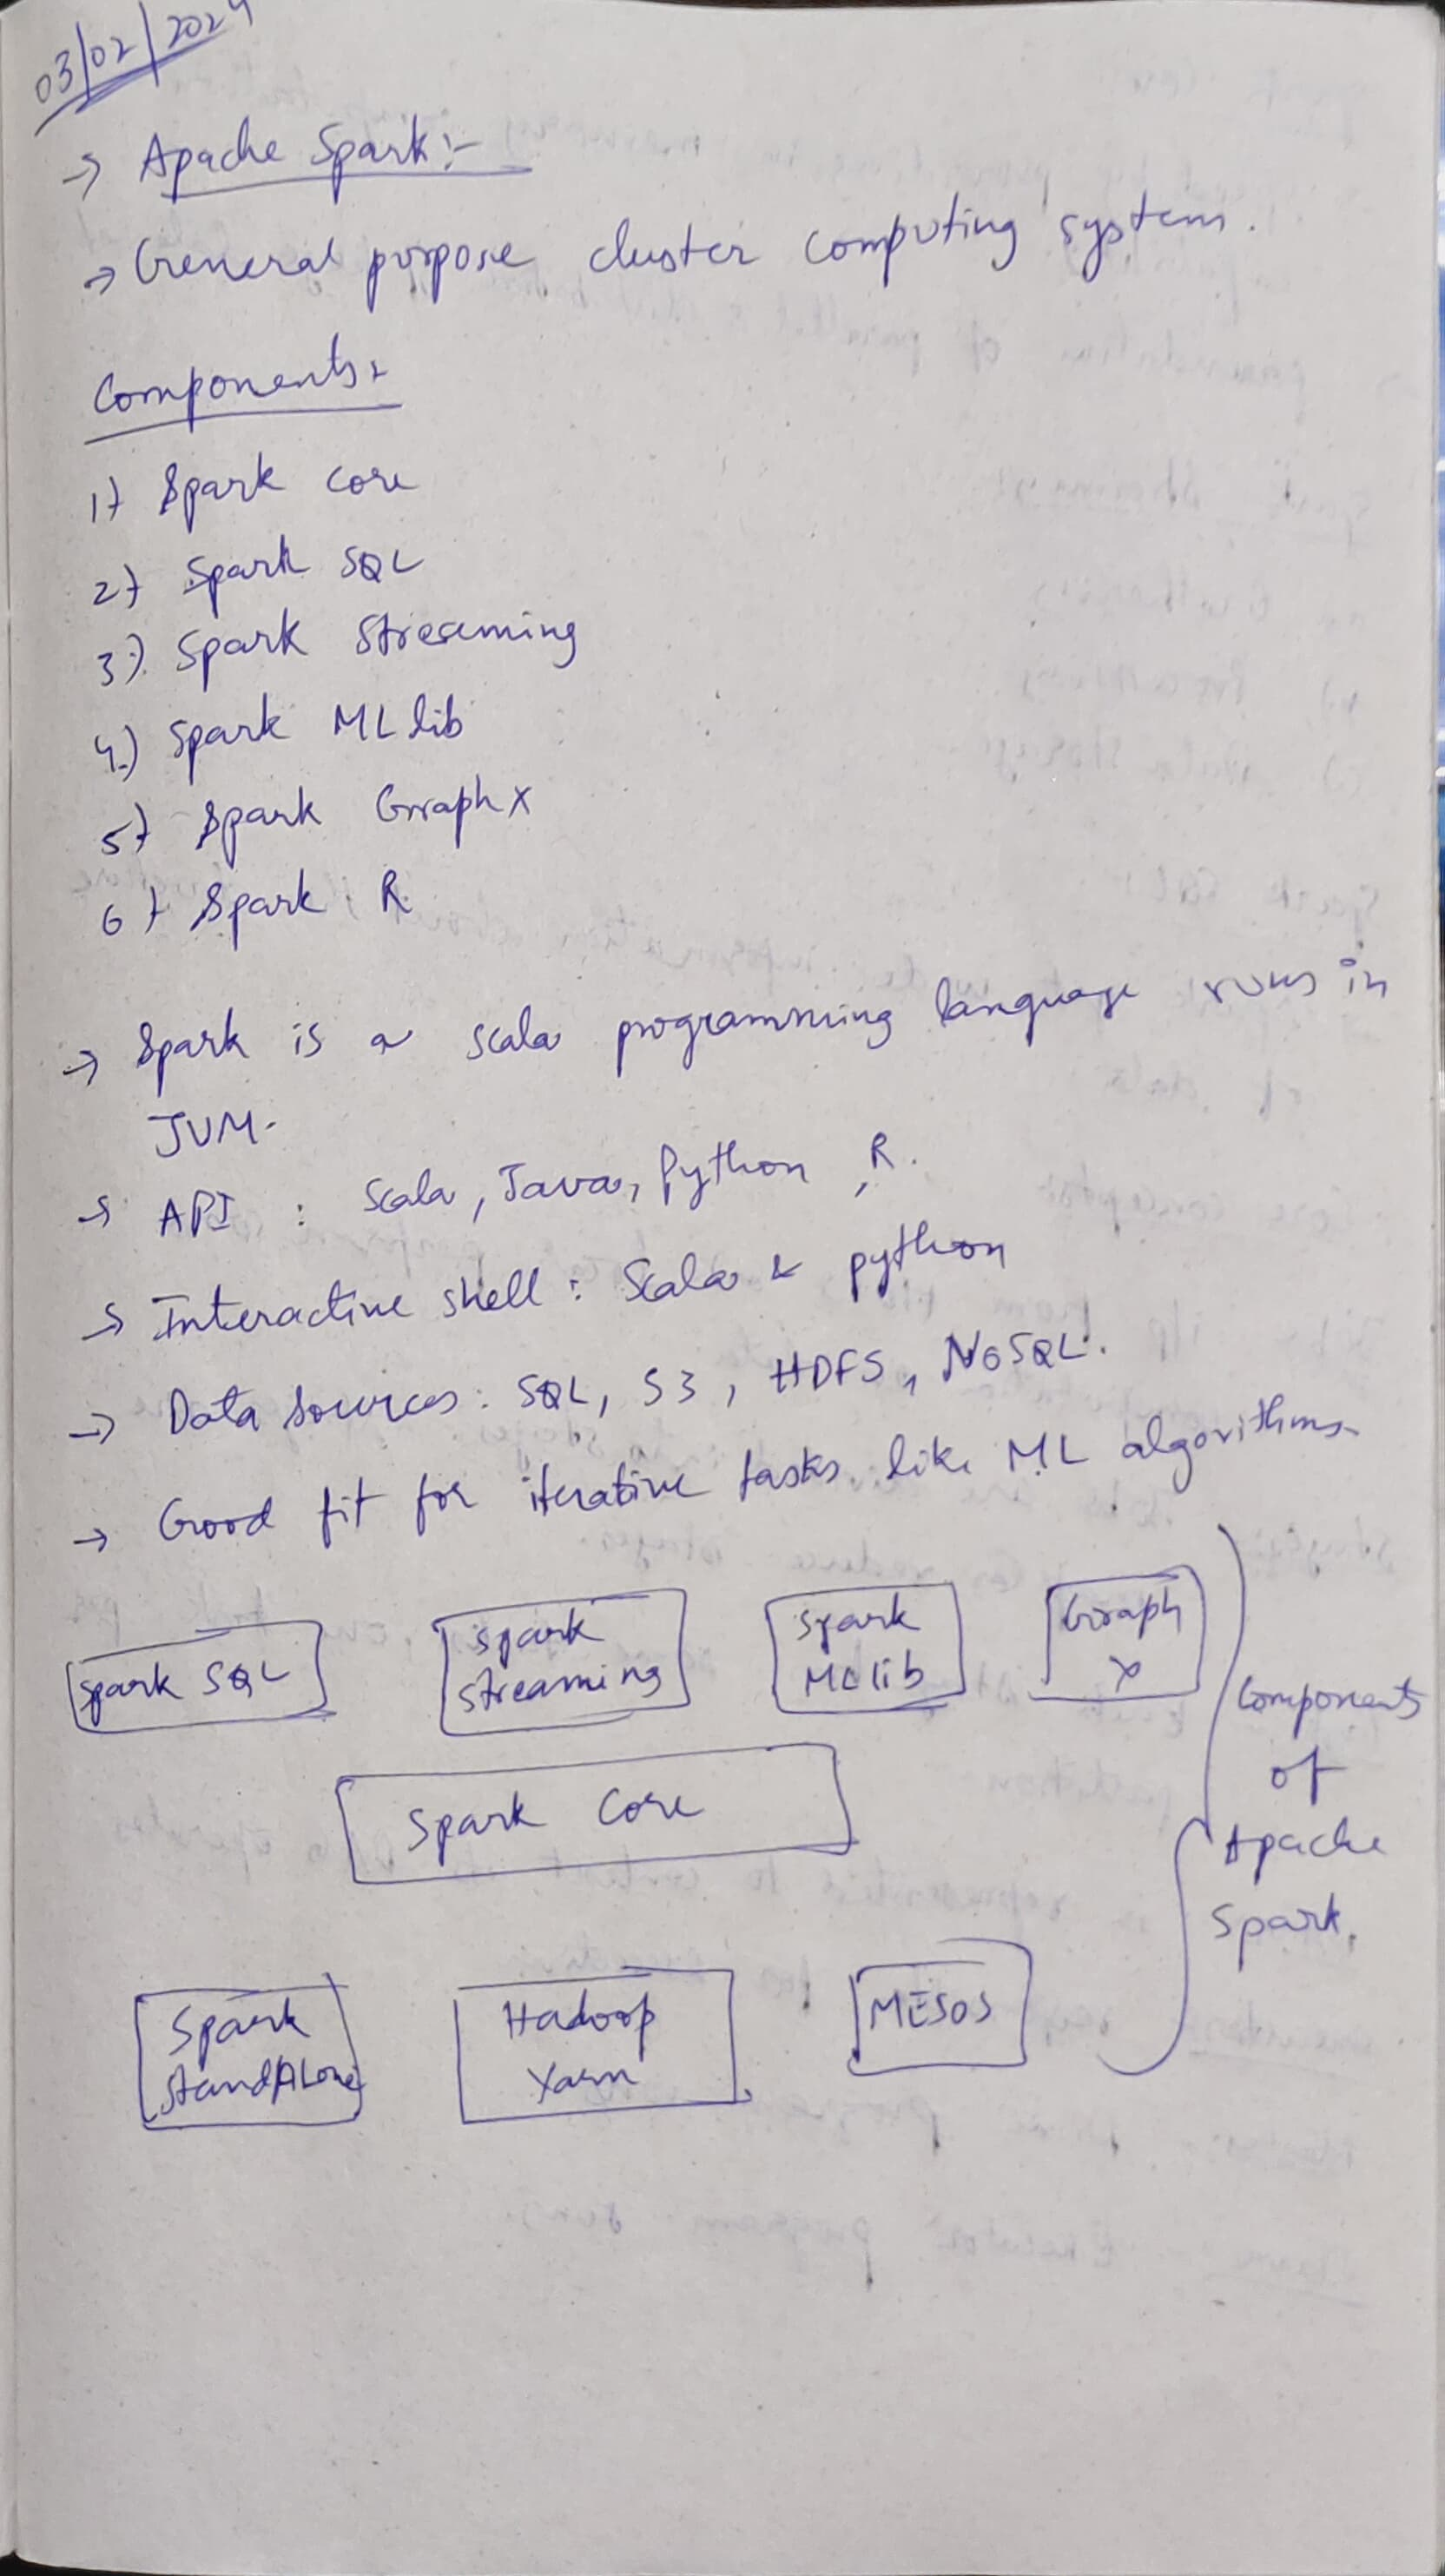 03/02/2024
→ Apache Spark:-
→ General purpose cluster computing system.
Components:
1) Spark core
2) Spark SQL
3) Spark Streaming
4) Spark MLlib
5) Spark GraphX
6) Spark R
→ Spark is a scala programming language runs in
JVM.
→ API : Scala, Java, Python, R.
→ Interactive shell : Scala & python
→ Data sources : SQL, S3, HDFS, NoSQL.
→ Good fit for iterative tasks like ML algorithms.
Spark SQL
Spark
Streaming
Spark
MLlib
Graph
X
Spark Core
Components
of
Apache
Spark.
Spark
StandALone
Hadoop
Yarn
MESOS